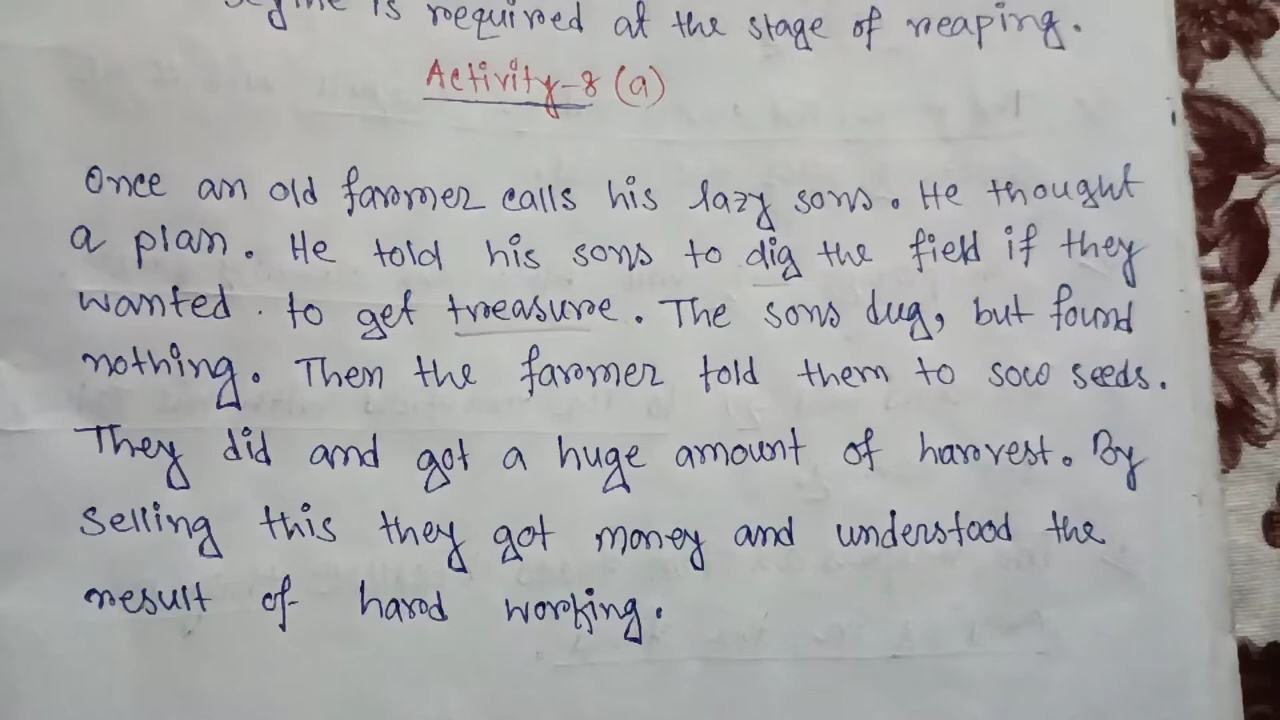 is required at the stage of reaping.
Activity-8 (a)
Once an old farmer calls his lazy sons. He thought
a plan. He told his sons to dig the field if they
wanted to get treasure. The sons dug, but found
nothing. Then the farmer told them to sow seeds.
They did and got a huge amount of harvest. By
selling this they got money and understood the
result of hard working.